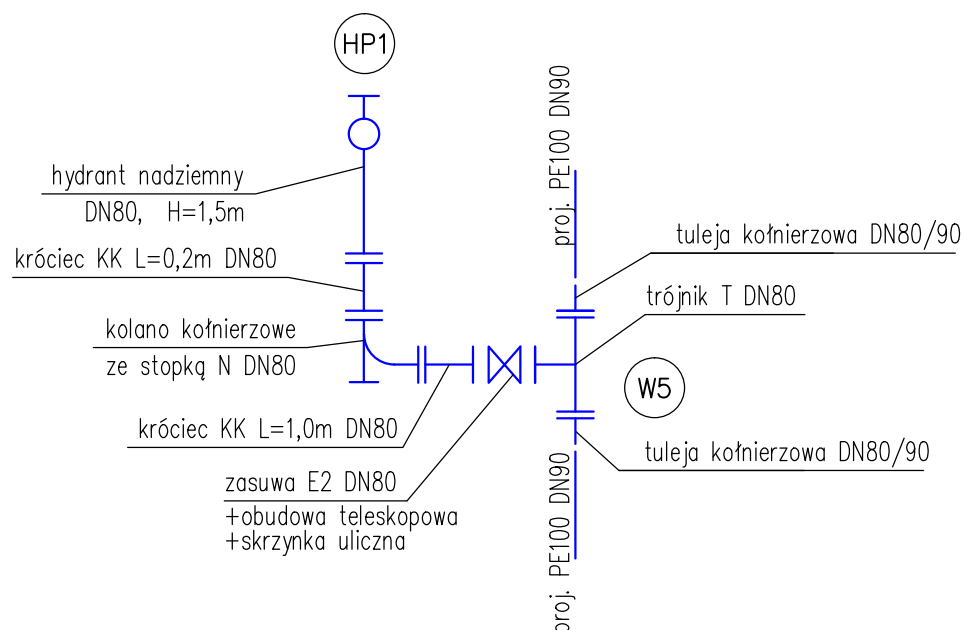 HP1
hydrant nadziemny
DN80, H=1,5m
króciec KK L=0,2m DN80
kolano kołnierzowe
ze stopką N DN80
króciec KK L=1,0m DN80
zasuwa E2 DN80
+obudowa teleskopowa
+skrzynka uliczna
proj. PE100 DN90
tuleja kołnierzowa DN80/90
trójnik T DN80
W5
tuleja kołnierzowa DN80/90
proj. PE100 DN90